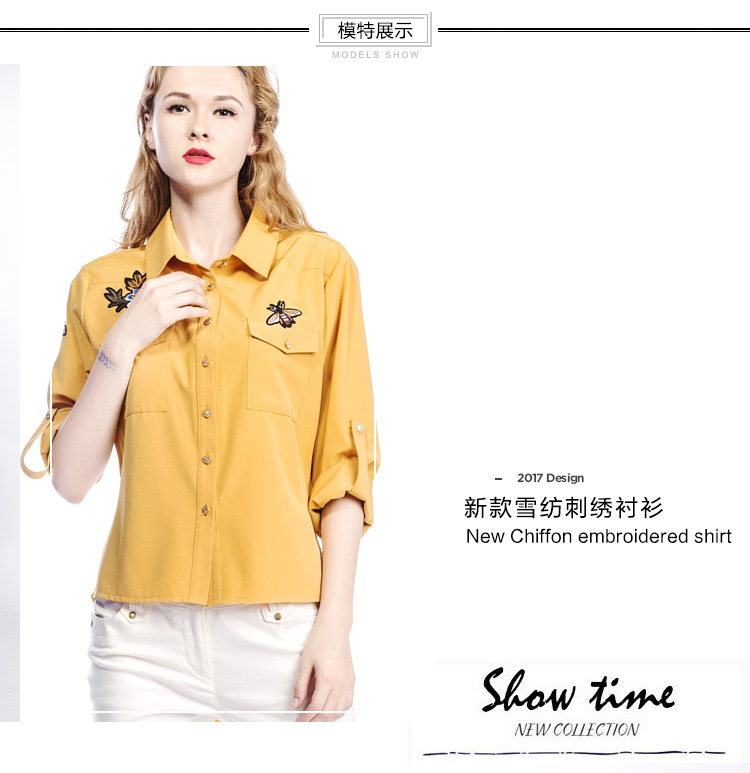 模特展示
MODELS SHOW
2017 Design
新款雪纺刺绣衬衫
New Chiffon embroidered shirt
Show time
NEW COLLECTION